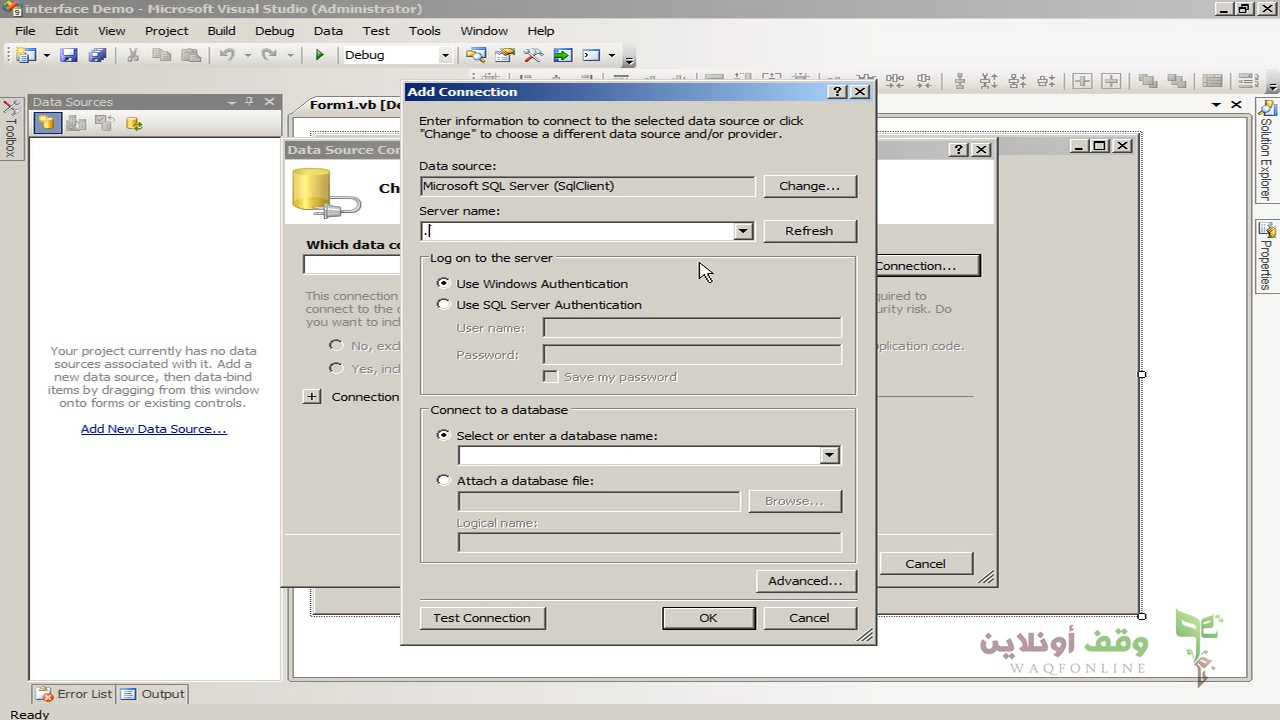 interface Demo - Microsoft Visual Studio (Administrator)
File Edit View Project Build Debug Data Test Tools Window Help
Debug
Data Sources
Form1.vb [De
Toolbox
Solution Explorer
Properties
Add Connection
Enter information to connect to the selected data source or click
"Change" to choose a different data source and/or provider.
Data source:
Microsoft SQL Server (SqlClient)
Change...
Server name:
.
Refresh
Log on to the server
Use Windows Authentication
Use SQL Server Authentication
User name:
Password:
Save my password
Connect to a database
Select or enter a database name:
Attach a database file:
Browse...
Logical name:
Advanced...
Test Connection
OK
Cancel
Data Source Con
Ch
Which data co
Connection...
This connection
connect to the d
you want to incl
No, excl
Yes, incl
Connection
quired to
urity risk. Do
plication code.
Cancel
Your project currently has no data
sources associated with it. Add a
new data source, then data-bind
items by dragging from this window
onto forms or existing controls.
Add New Data Source...
وقف أونلاين
WAQFONLINE
Error List
Output
Ready